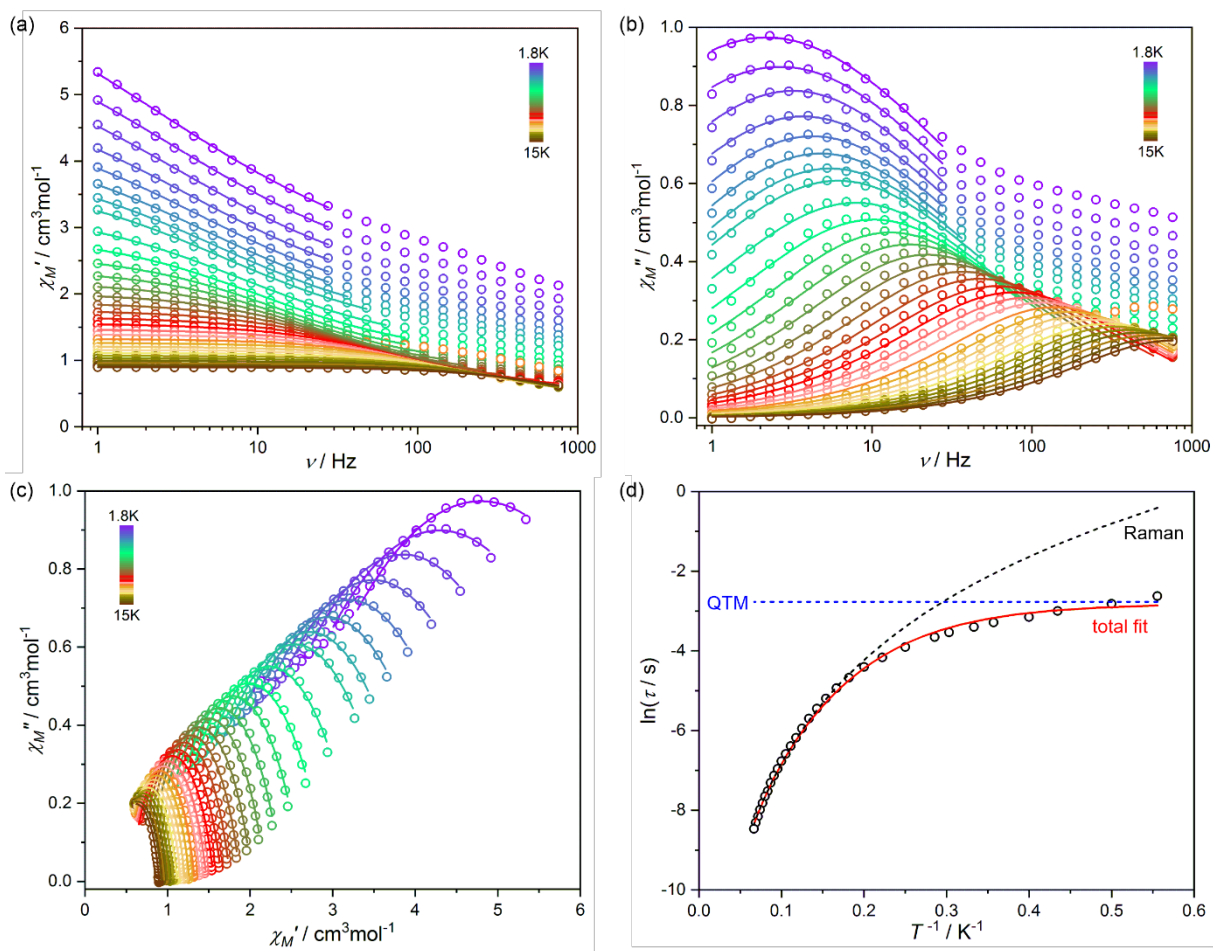 (a)
6
5
4
3
2
1
0
χM′ / cm³mol⁻¹
1.8K
15K
1
10
100
1000
ν / Hz
(b)
1.0
0.8
0.6
0.4
0.2
0.0
χM″ / cm³mol⁻¹
1.8K
15K
1
10
100
1000
ν / Hz
(c)
1.0
0.8
0.6
0.4
0.2
0.0
χM″ / cm³mol⁻¹
1.8K
15K
0
1
2
3
4
5
6
χM′ / cm³mol⁻¹
(d)
0
-2
-4
-6
-8
-10
ln(τ / s)
Raman
QTM
total fit
0.0
0.1
0.2
0.3
0.4
0.5
0.6
T⁻¹ / K⁻¹